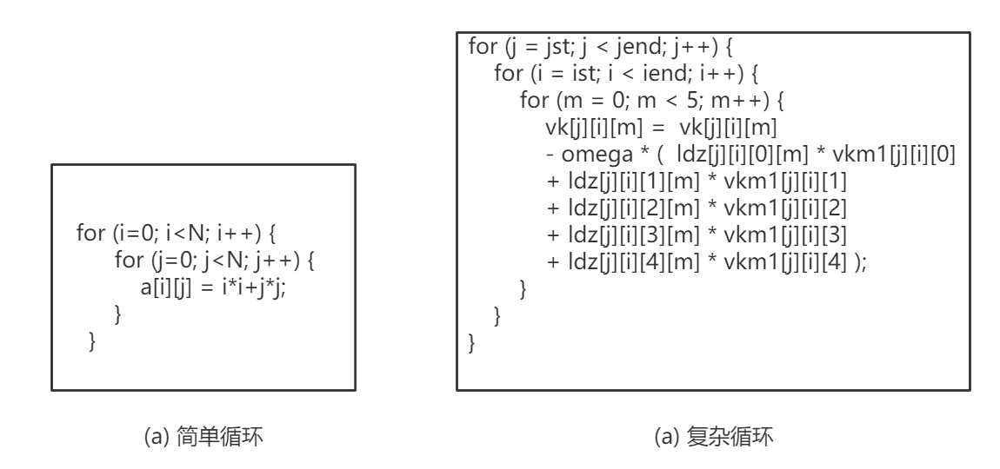 for (i=0; i<N; i++) {
for (j=0; j<N; j++) {
a[i][j] = i*i+j*j;
}
}
(a) 简单循环
for (j = jst; j < jend; j++) {
for (i = ist; i < iend; i++) {
for (m = 0; m < 5; m++) {
vk[j][i][m] =  vk[j][i][m]
- omega * (  ldz[j][i][0][m] * vkm1[j][i][0]
+ ldz[j][i][1][m] * vkm1[j][i][1]
+ ldz[j][i][2][m] * vkm1[j][i][2]
+ ldz[j][i][3][m] * vkm1[j][i][3]
+ ldz[j][i][4][m] * vkm1[j][i][4] );
}
}
}
(a) 复杂循环